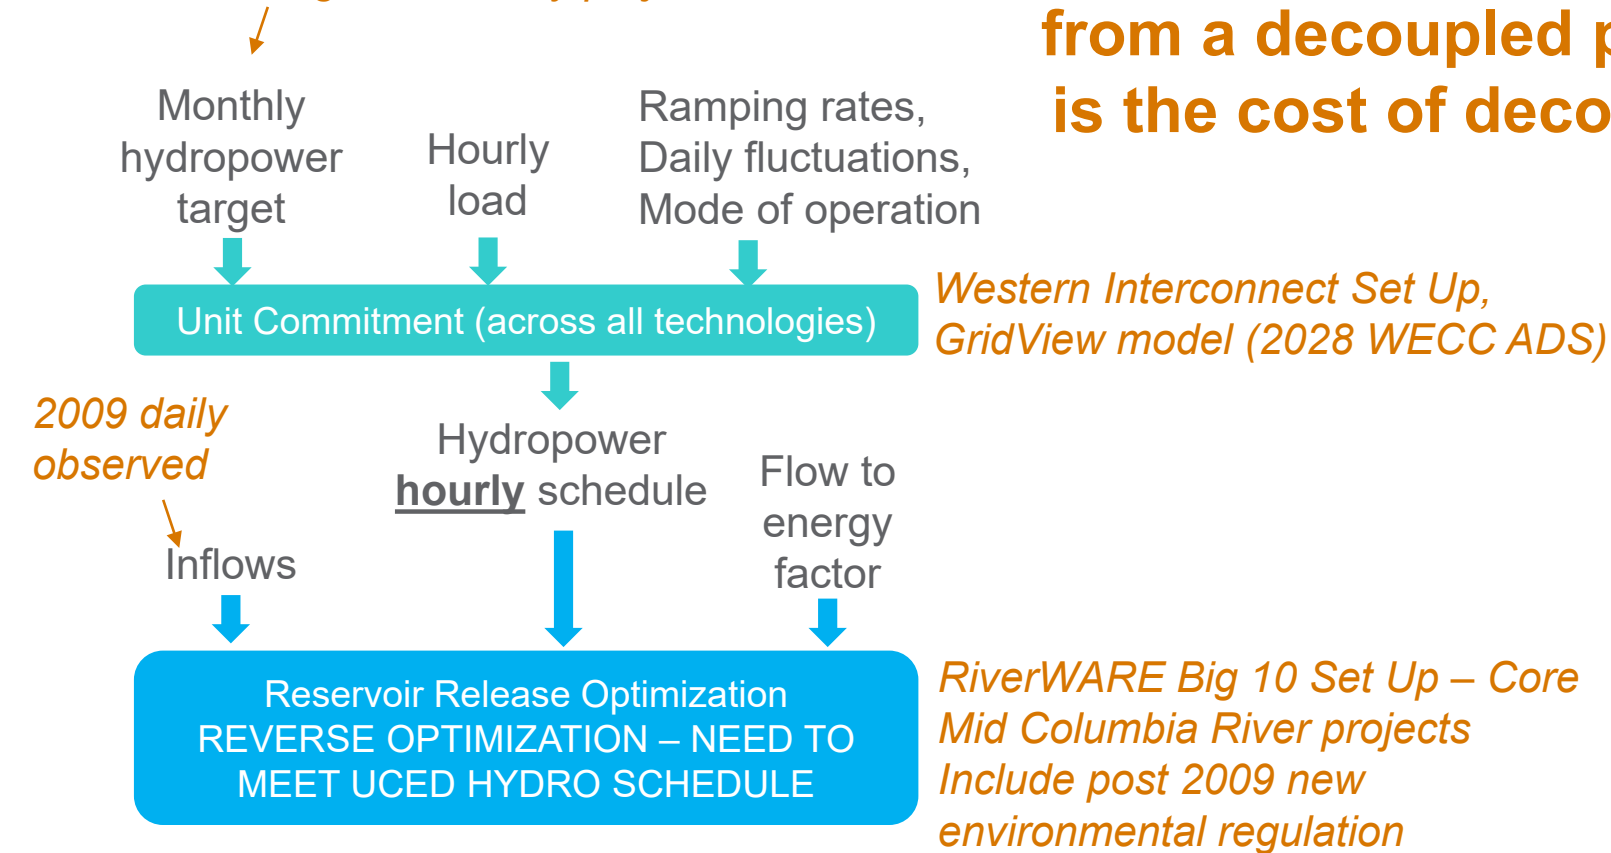 from a decoupled
is the cost of
Monthly
hydropower
target
Hourly
load
Ramping rates,
Daily fluctuations,
Mode of operation
Unit Commitment (across all technologies)
Western Interconnect Set Up,
GridView model (2028 WECC ADS)
2009 daily
observed
Hydropower
hourly schedule
Flow to
energy
factor
Inflows
Reservoir Release Optimization
REVERSE OPTIMIZATION – NEED TO
MEET UCED HYDRO SCHEDULE
RiverWARE Big 10 Set Up – Core
Mid Columbia River projects
Include post 2009 new
environmental regulation